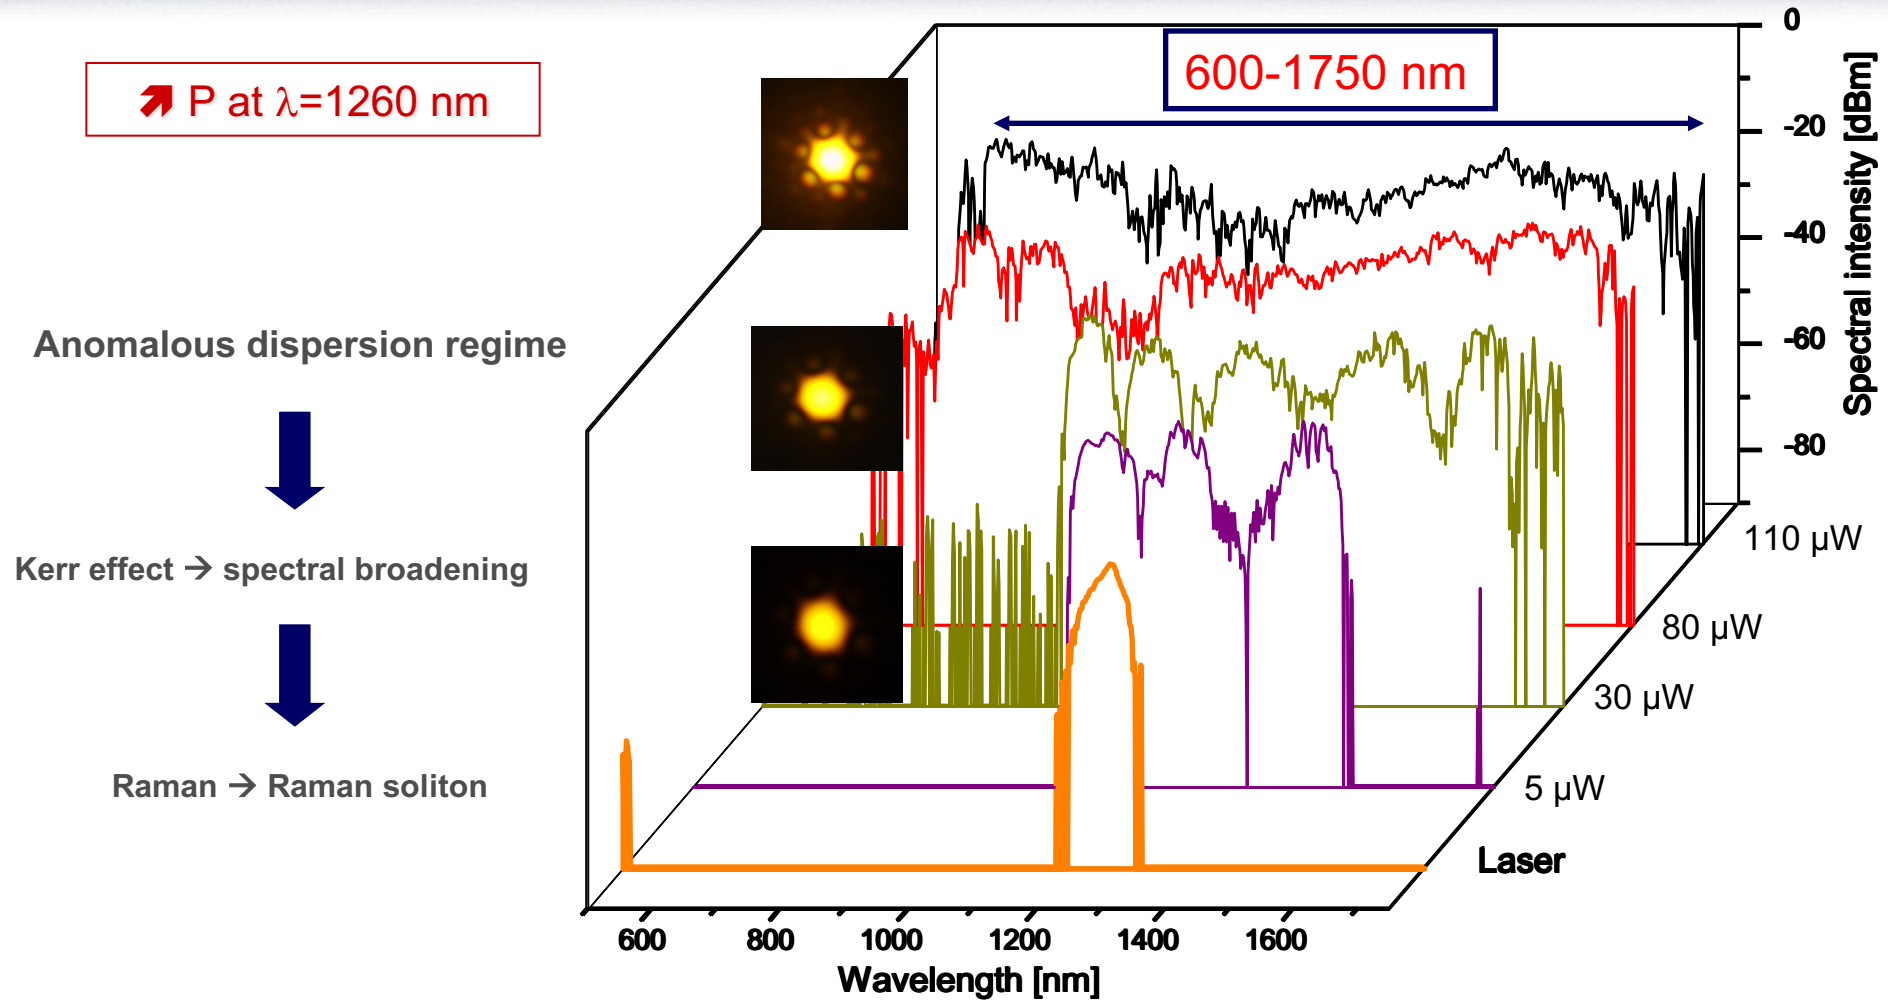 ↗ P at λ=1260 nm
Anomalous dispersion regime
Kerr effect → spectral broadening
Raman → Raman soliton
600-1750 nm
0
-20
-40
-60
-80
Spectral intensity [dBm]
110 µW
80 µW
30 µW
5 µW
Laser
600 800 1000 1200 1400 1600
Wavelength [nm]